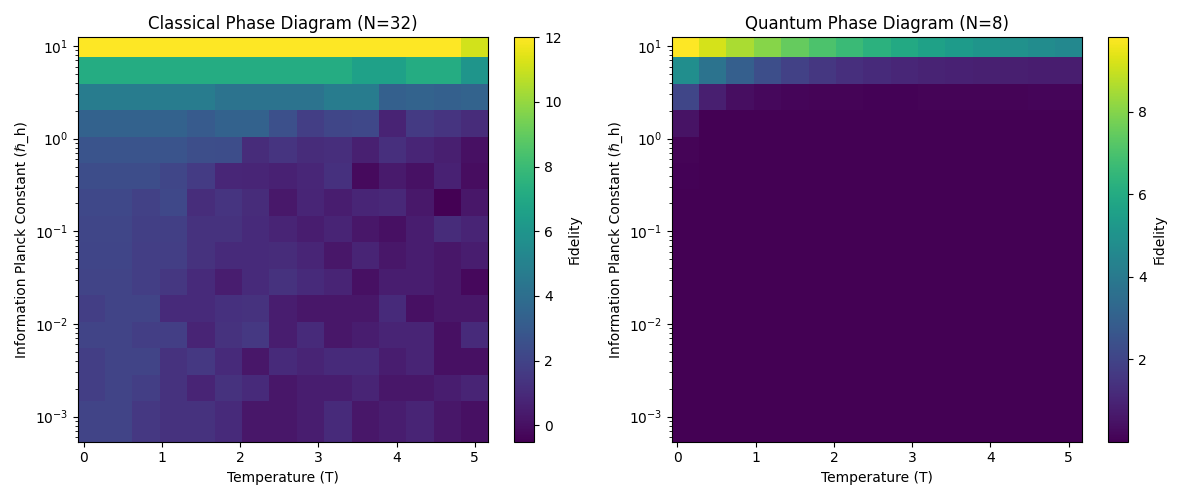 Classical Phase Diagram (N=32)
Information Planck Constant (ℏ_h)
10¹
10⁰
10⁻¹
10⁻²
10⁻³
0 1 2 3 4 5
Temperature (T)
12
10
8
6
4
2
0
Fidelity
Quantum Phase Diagram (N=8)
Information Planck Constant (ℏ_h)
10¹
10⁰
10⁻¹
10⁻²
10⁻³
0 1 2 3 4 5
Temperature (T)
8
6
4
2
Fidelity